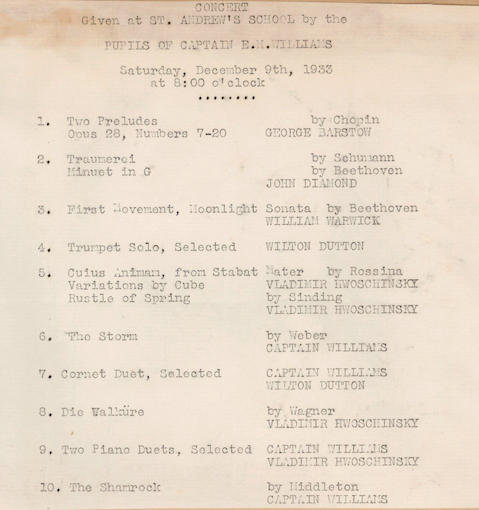 CONCERT
Given at ST. ANDREW'S SCHOOL by the
PUPILS OF CAPTAIN E.M.WILLIAMS
Saturday, December 9th, 1933
at 8:00 o'clock
........
1. Two Preludes by Chopin
Opus 28, Numbers 7-20 GEORGE BARSTOW
2. Traumerei by Schumann
Minuet in G by Beethoven
JOHN DIAMOND
3. First Movement, Moonlight Sonata by Beethoven
WILLIAM WARWICK
4. Trumpet Solo, Selected WILTON DUTTON
5. Cuius Animam, from Stabat Mater by Rossina
Variations by Cube VLADIMIR HWOSCHINSKY
Rustle of Spring by Sinding
VLADIMIR HWOSCHINSKY
6. The Storm by Weber
CAPTAIN WILLIAMS
7. Cornet Duet, Selected CAPTAIN WILLIAMS
WILTON DUTTON
8. Die Walküre by Wagner
VLADIMIR HWOSCHINSKY
9. Two Piano Duets, Selected CAPTAIN WILLIAMS
VLADIMIR HWOSCHINSKY
10. The Shamrock by Middleton
CAPTAIN WILLIAMS